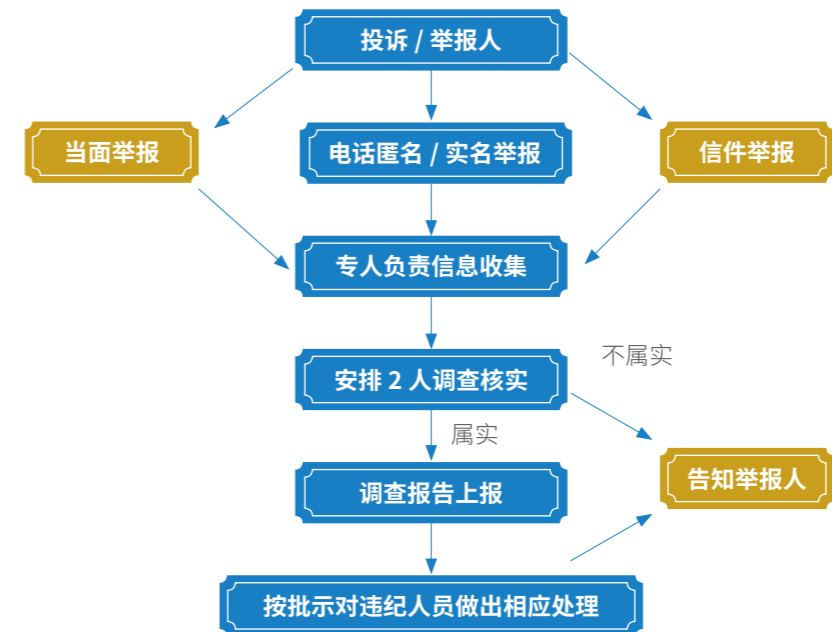 投诉 / 举报人
当面举报
电话匿名 / 实名举报
信件举报
专人负责信息收集
不属实
安排 2 人调查核实
属实
告知举报人
调查报告上报
按批示对违纪人员做出相应处理